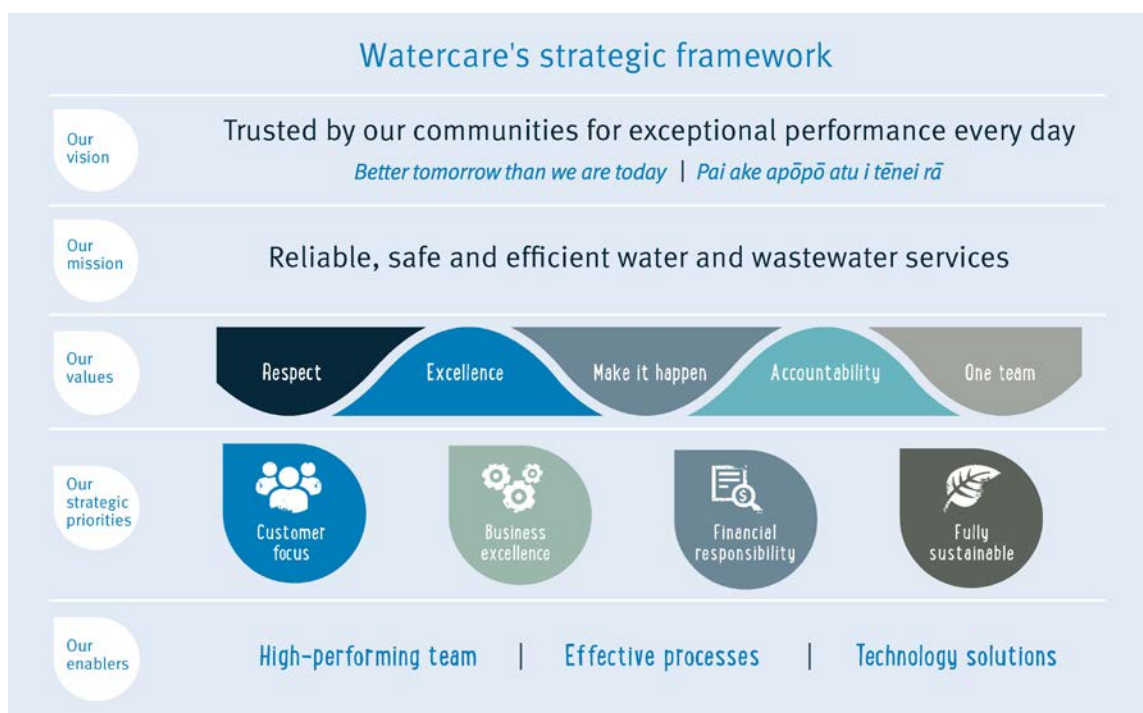 Watercare's strategic framework
Our
vision
Trusted by our communities for exceptional performance every day
Better tomorrow than we are today | Pai ake apōpō atu i tēnei rā
Our
mission
Reliable, safe and efficient water and wastewater services
Our
values
Respect
Excellence
Make it happen
Accountability
One team
Our
strategic
priorities
Customer
focus
Business
excellence
Financial
responsibility
Fully
sustainable
Our
enablers
High-performing team | Effective processes | Technology solutions